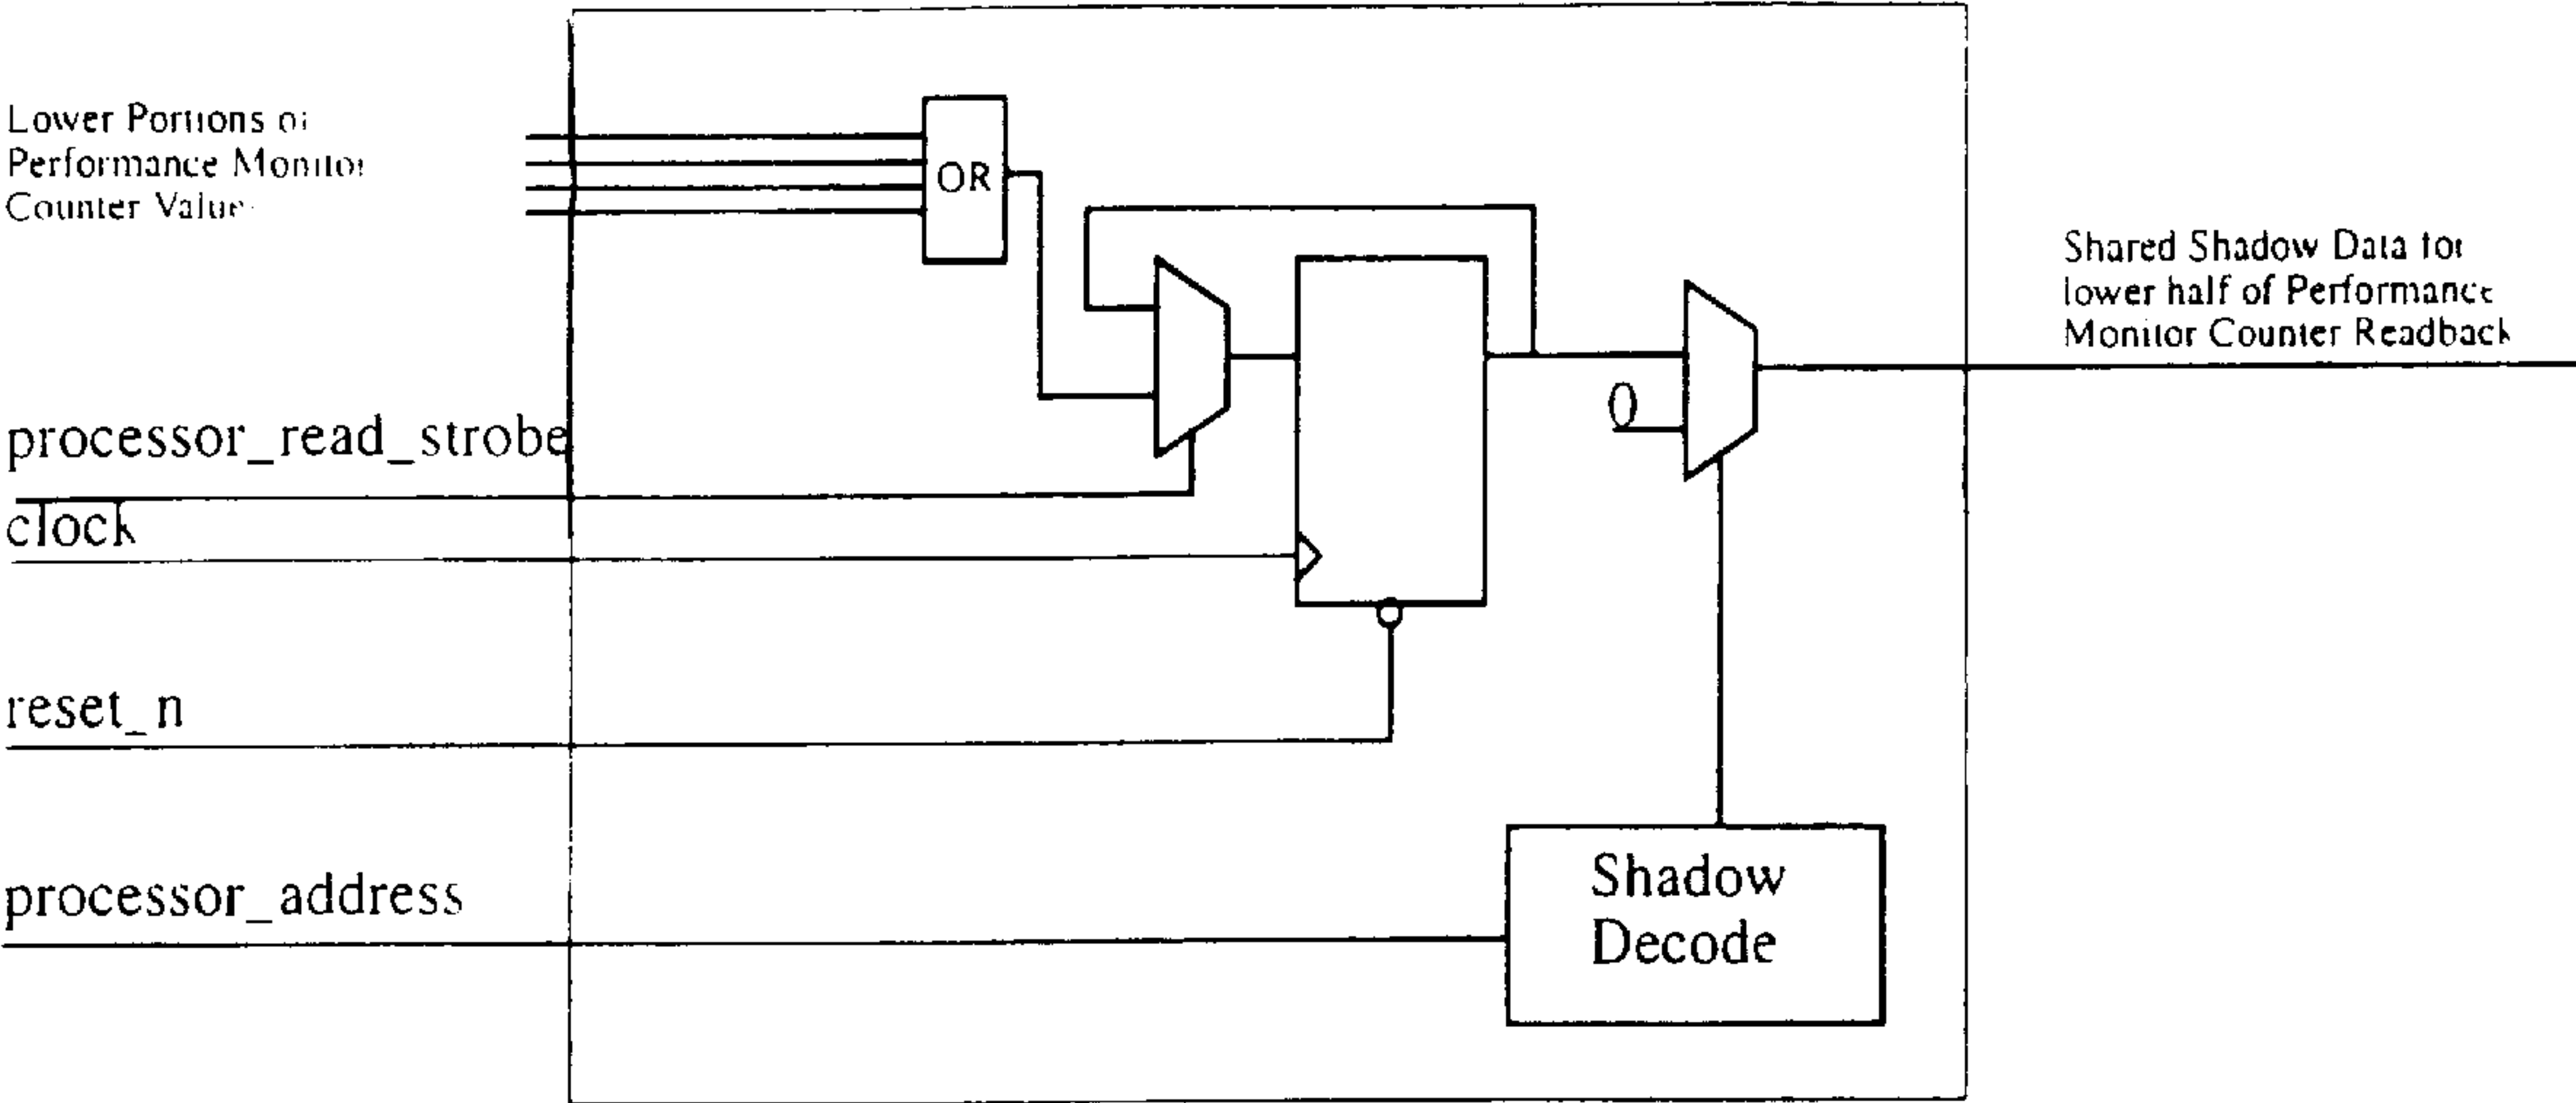 Lower Portions of
Performance Monitor
Counter Value
OR
Shared Shadow Data for
lower half of Performance
Monitor Counter Readback
0
processor_read_strobe
clock
reset_n
processor_address
Shadow
Decode